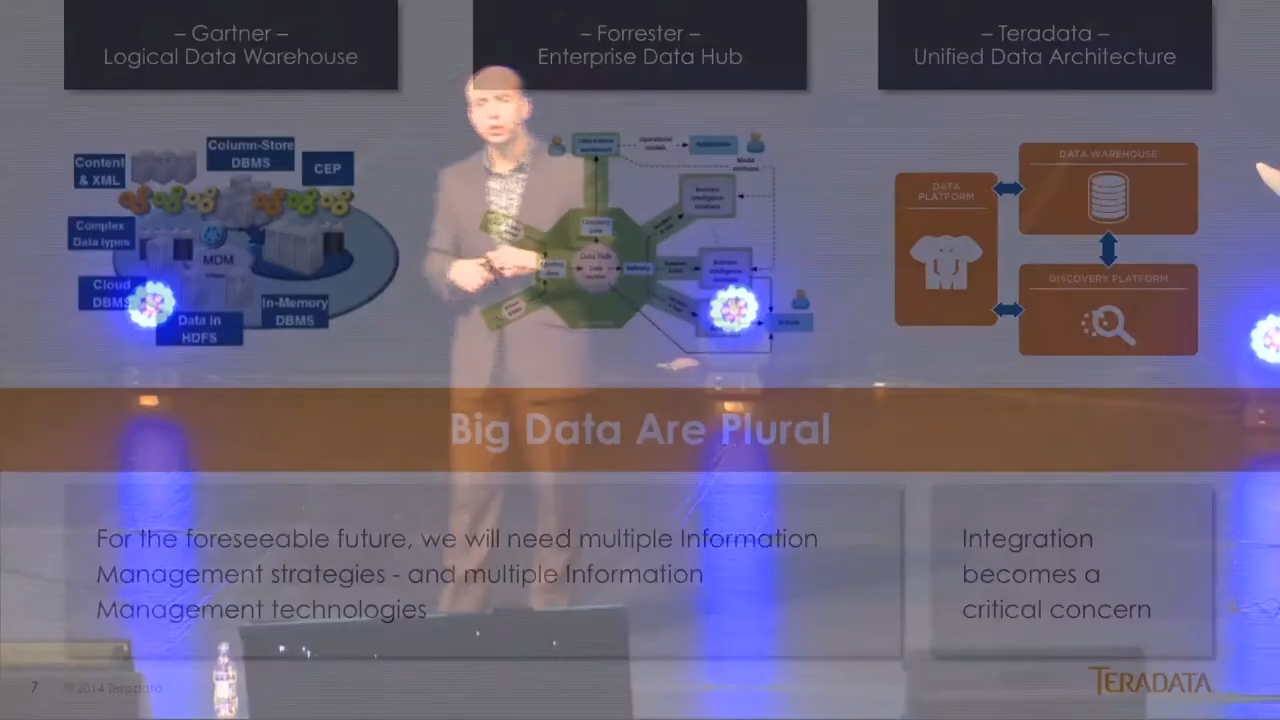 – Gartner –
Logical Data Warehouse
– Forrester –
Enterprise Data Hub
– Teradata –
Unified Data Architecture
Content
& XML
Column-Store
DBMS
CEP
Complex
Data types
MDM
Cloud
DBMS
In-Memory
DBMS
Data in
HDFS
DATA
PLATFORM
DATA WAREHOUSE
DISCOVERY PLATFORM
Big Data Are Plural
For the foreseeable future, we will need multiple Information
Management strategies - and multiple Information
Management technologies
Integration
becomes a
critical concern
7 © 2014 Teradata
TERADATA